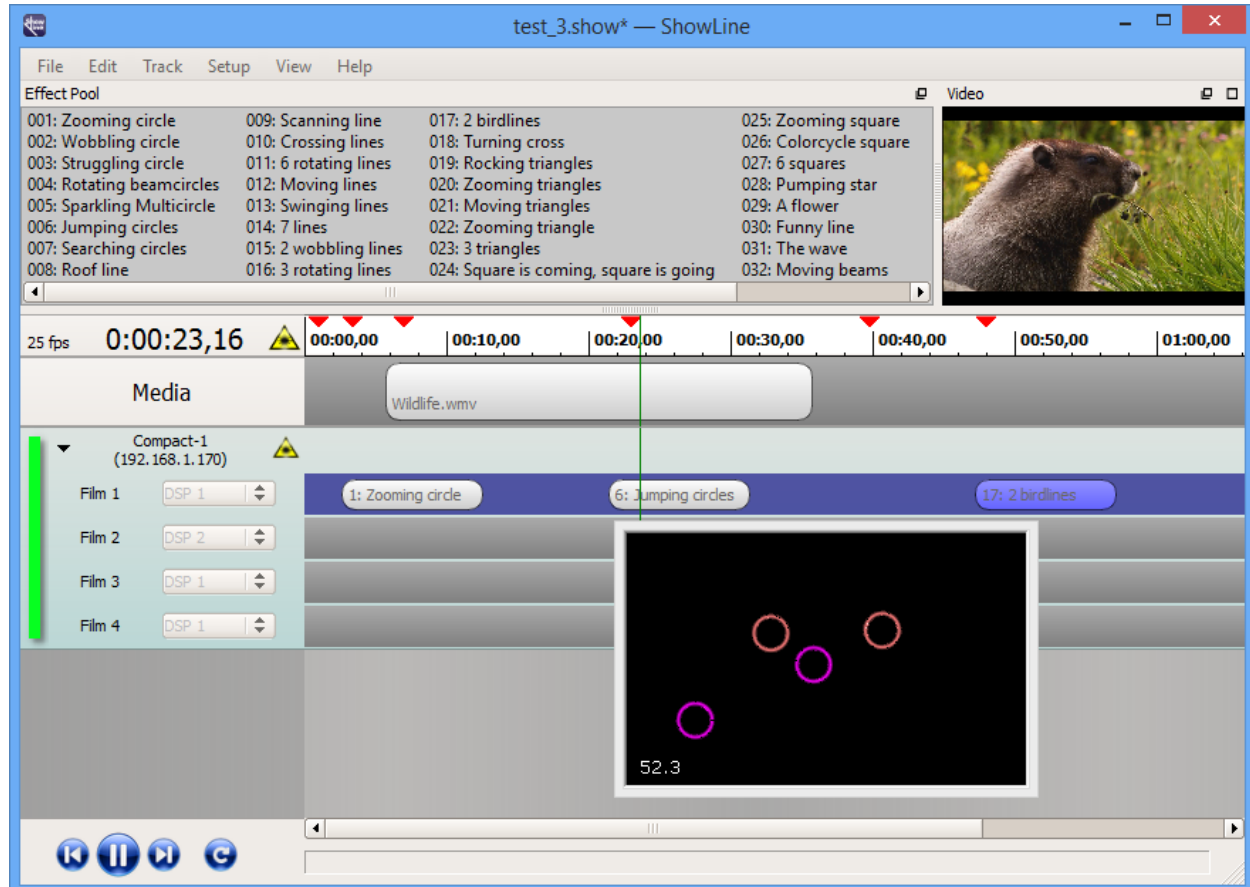 test_3.show* — ShowLine
File Edit Track Setup View Help
Effect Pool
Video
001: Zooming circle
002: Wobbling circle
003: Struggling circle
004: Rotating beamcircles
005: Sparkling Multicircle
006: Jumping circles
007: Searching circles
008: Roof line
009: Scanning line
010: Crossing lines
011: 6 rotating lines
012: Moving lines
013: Swinging lines
014: 7 lines
015: 2 wobbling lines
016: 3 rotating lines
017: 2 birdlines
018: Turning cross
019: Rocking triangles
020: Zooming triangles
021: Moving triangles
022: Zooming triangle
023: 3 triangles
024: Square is coming, square is going
025: Zooming square
026: Colorcycle square
027: 6 squares
028: Pumping star
029: A flower
030: Funny line
031: The wave
032: Moving beams
25 fps 0:00:23,16
00:00,00 00:10,00 00:20,00 00:30,00 00:40,00 00:50,00 01:00,00
Media
Wildlife.wmv
Compact-1
(192.168.1.170)
Film 1 DSP 1
1: Zooming circle 6: Jumping circles 17: 2 birdlines
Film 2 DSP 2
Film 3 DSP 1
Film 4 DSP 1
52.3